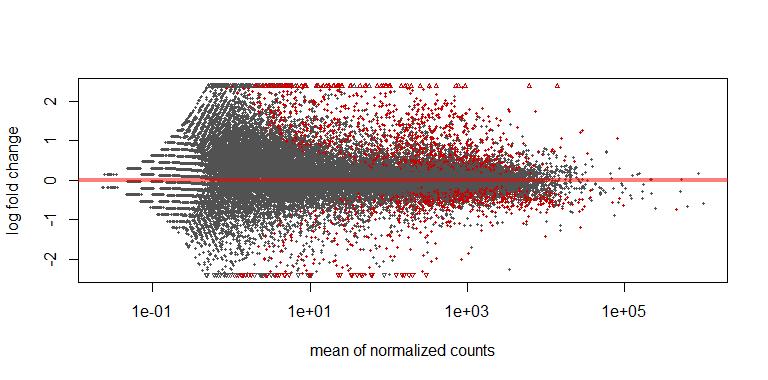 log fold change
2
1
0
-1
-2
1e-01
1e+01
1e+03
1e+05
mean of normalized counts